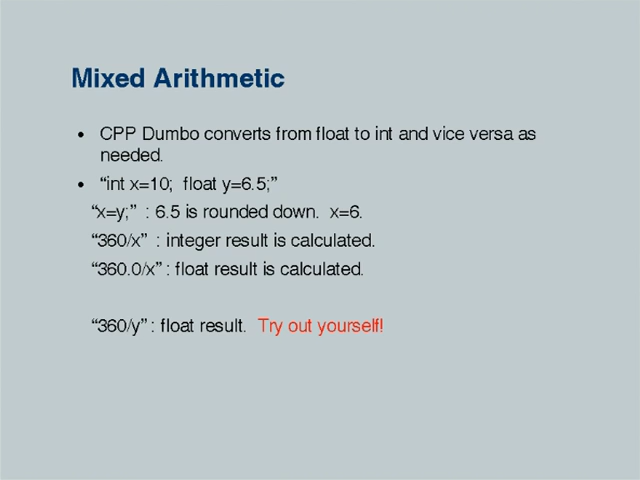 Mixed Arithmetic
• CPP Dumbo converts from float to int and vice versa as
needed.
• “int x=10;  float y=6.5;”
“x=y;”  : 6.5 is rounded down.  x=6.
“360/x”  : integer result is calculated.
“360.0/x” : float result is calculated.
“360/y” : float result.  Try out yourself!